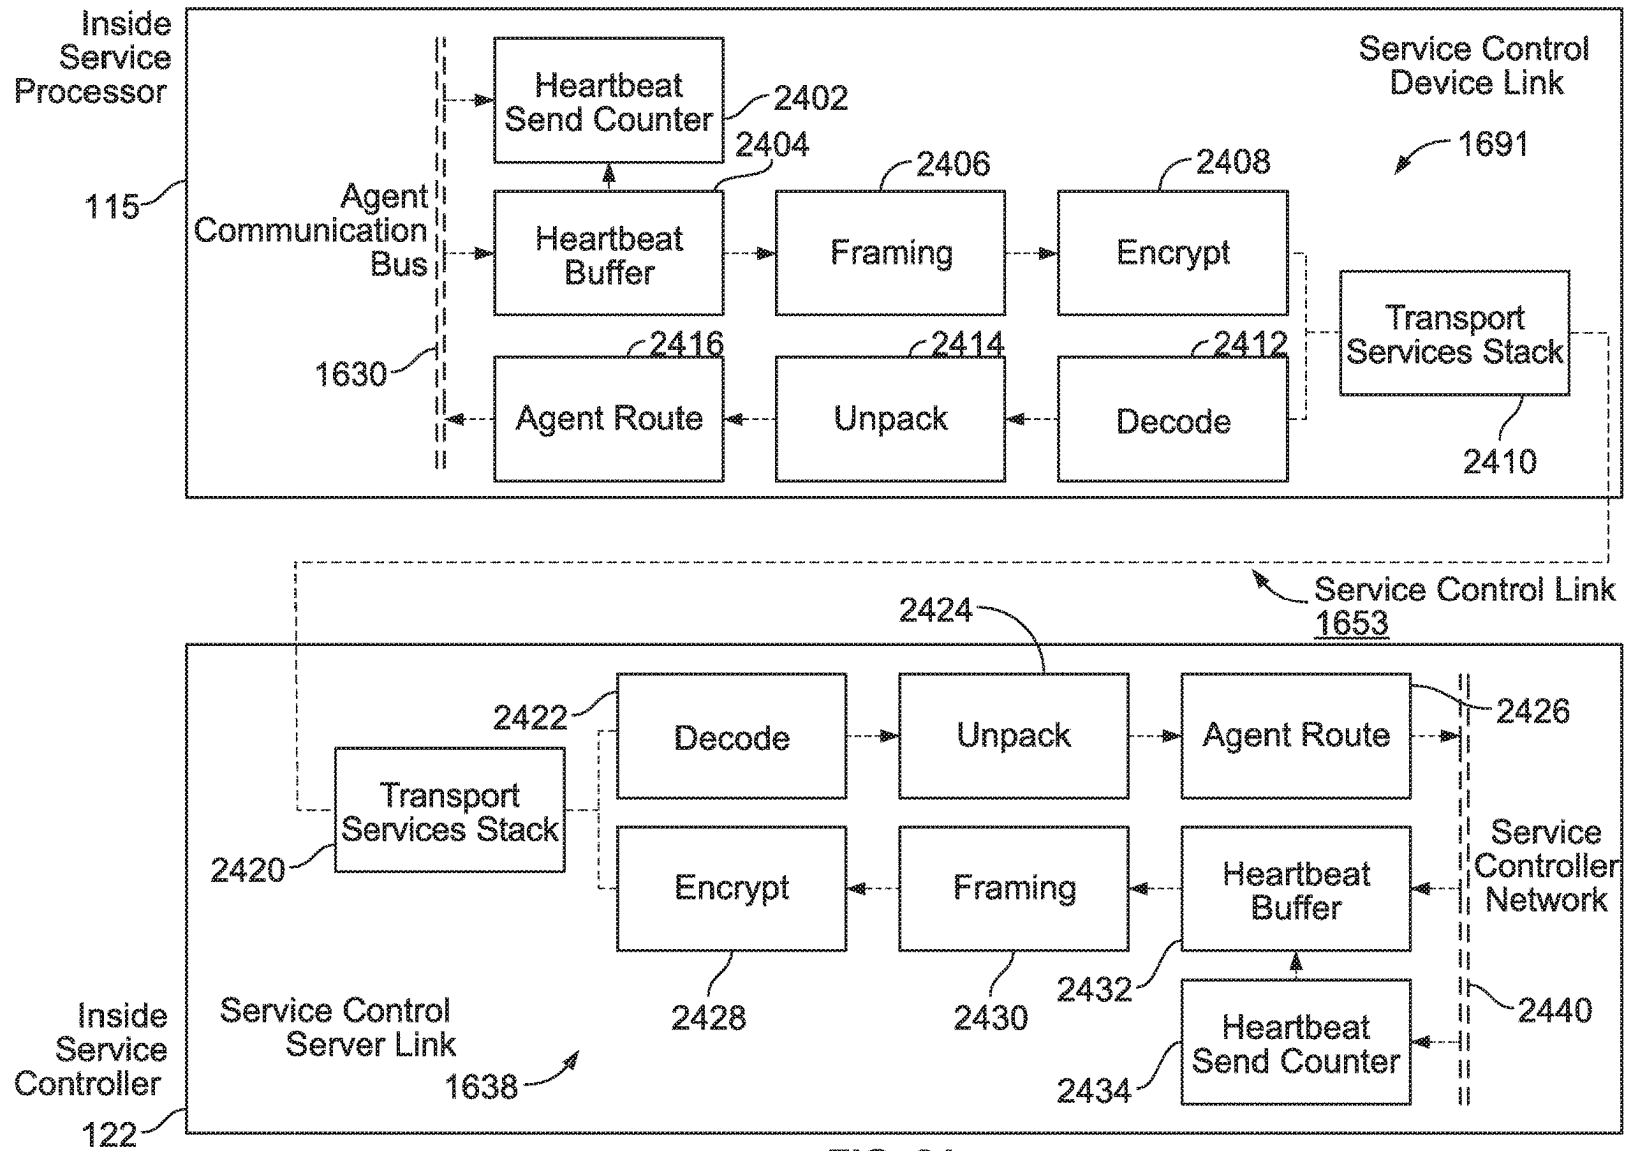 Inside
Service
Processor
115
Agent
Communication
Bus
1630
Heartbeat
Send Counter
2402
2404
Heartbeat
Buffer
2406
Framing
2408
Encrypt
Service Control
Device Link
1691
2416
Agent Route
2414
Unpack
2412
Decode
Transport
Services Stack
2410
Service Control Link
1653
2424
2422
Decode
Unpack
Agent Route
2426
Transport
Services Stack
2420
Encrypt
2428
Framing
2430
Heartbeat
Buffer
2432
Service
Controller
Network
2440
Heartbeat
Send Counter
2434
Service Control
Server Link
1638
Inside
Service
Controller
122